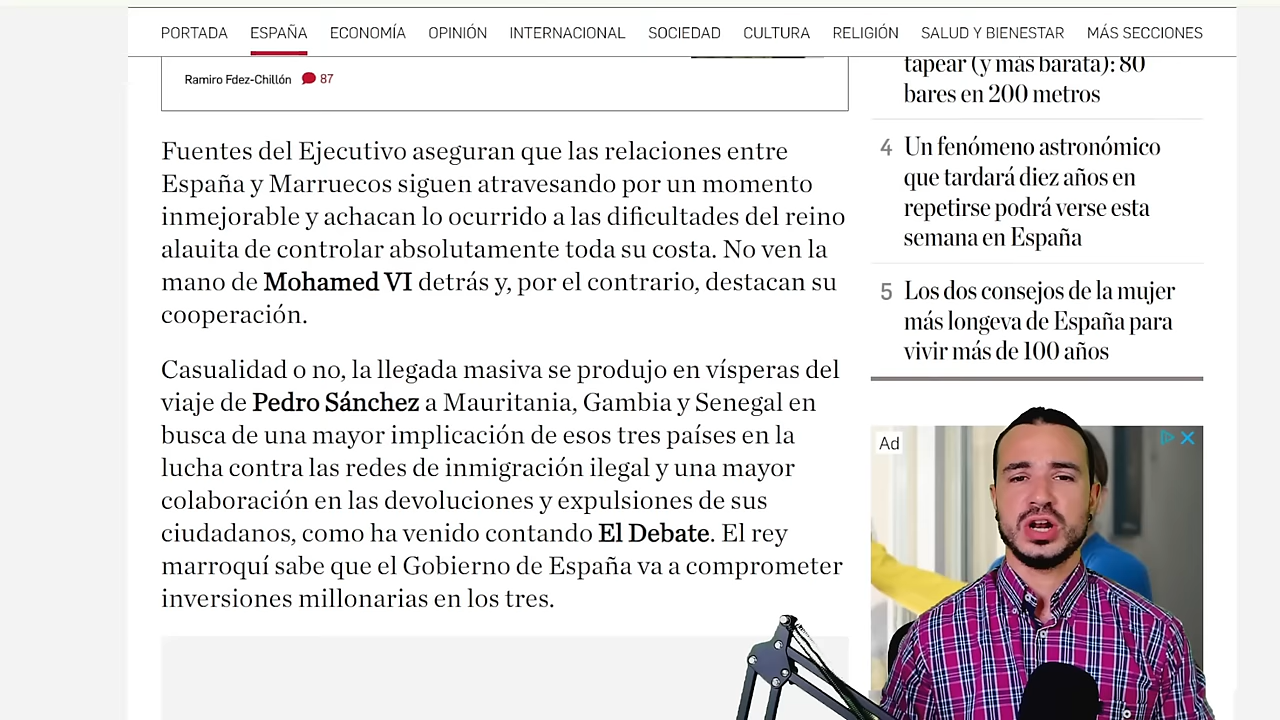 PORTADA ESPAÑA ECONOMÍA OPINIÓN INTERNACIONAL SOCIEDAD CULTURA RELIGIÓN SALUD Y BIENESTAR MÁS SECCIONES
Ramiro Fdez-Chillón 87
Fuentes del Ejecutivo aseguran que las relaciones entre
España y Marruecos siguen atravesando por un momento
inmejorable y achacan lo ocurrido a las dificultades del reino
alauita de controlar absolutamente toda su costa. No ven la
mano de Mohamed VI detrás y, por el contrario, destacan su
cooperación.
Casualidad o no, la llegada masiva se produjo en vísperas del
viaje de Pedro Sánchez a Mauritania, Gambia y Senegal en
busca de una mayor implicación de esos tres países en la
lucha contra las redes de inmigración ilegal y una mayor
colaboración en las devoluciones y expulsiones de sus
ciudadanos, como ha venido contando El Debate. El rey
marroquí sabe que el Gobierno de España va a comprometer
inversiones millonarias en los tres.
tapear (y más barata): 80
bares en 200 metros
4 Un fenómeno astronómico
que tardará diez años en
repetirse podrá verse esta
semana en España
5 Los dos consejos de la mujer
más longeva de España para
vivir más de 100 años
Ad